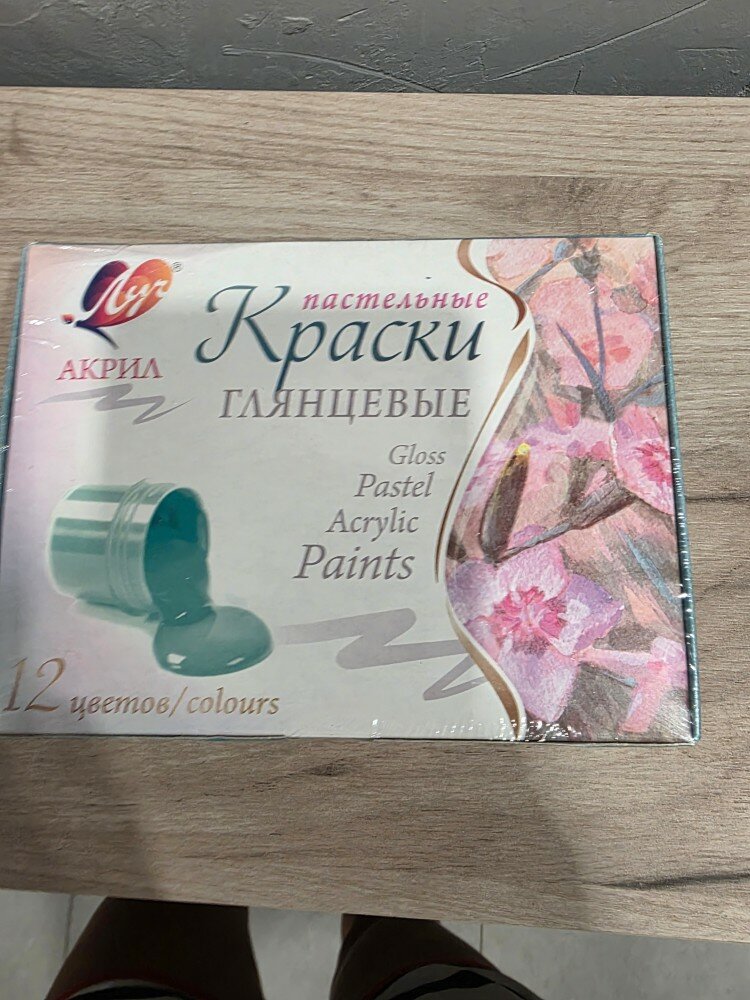 Луч®
АКРИЛ
пастельные
Краски
ГЛЯНЦЕВЫЕ
Gloss
Pastel
Acrylic
Paints
12 цветов/colours